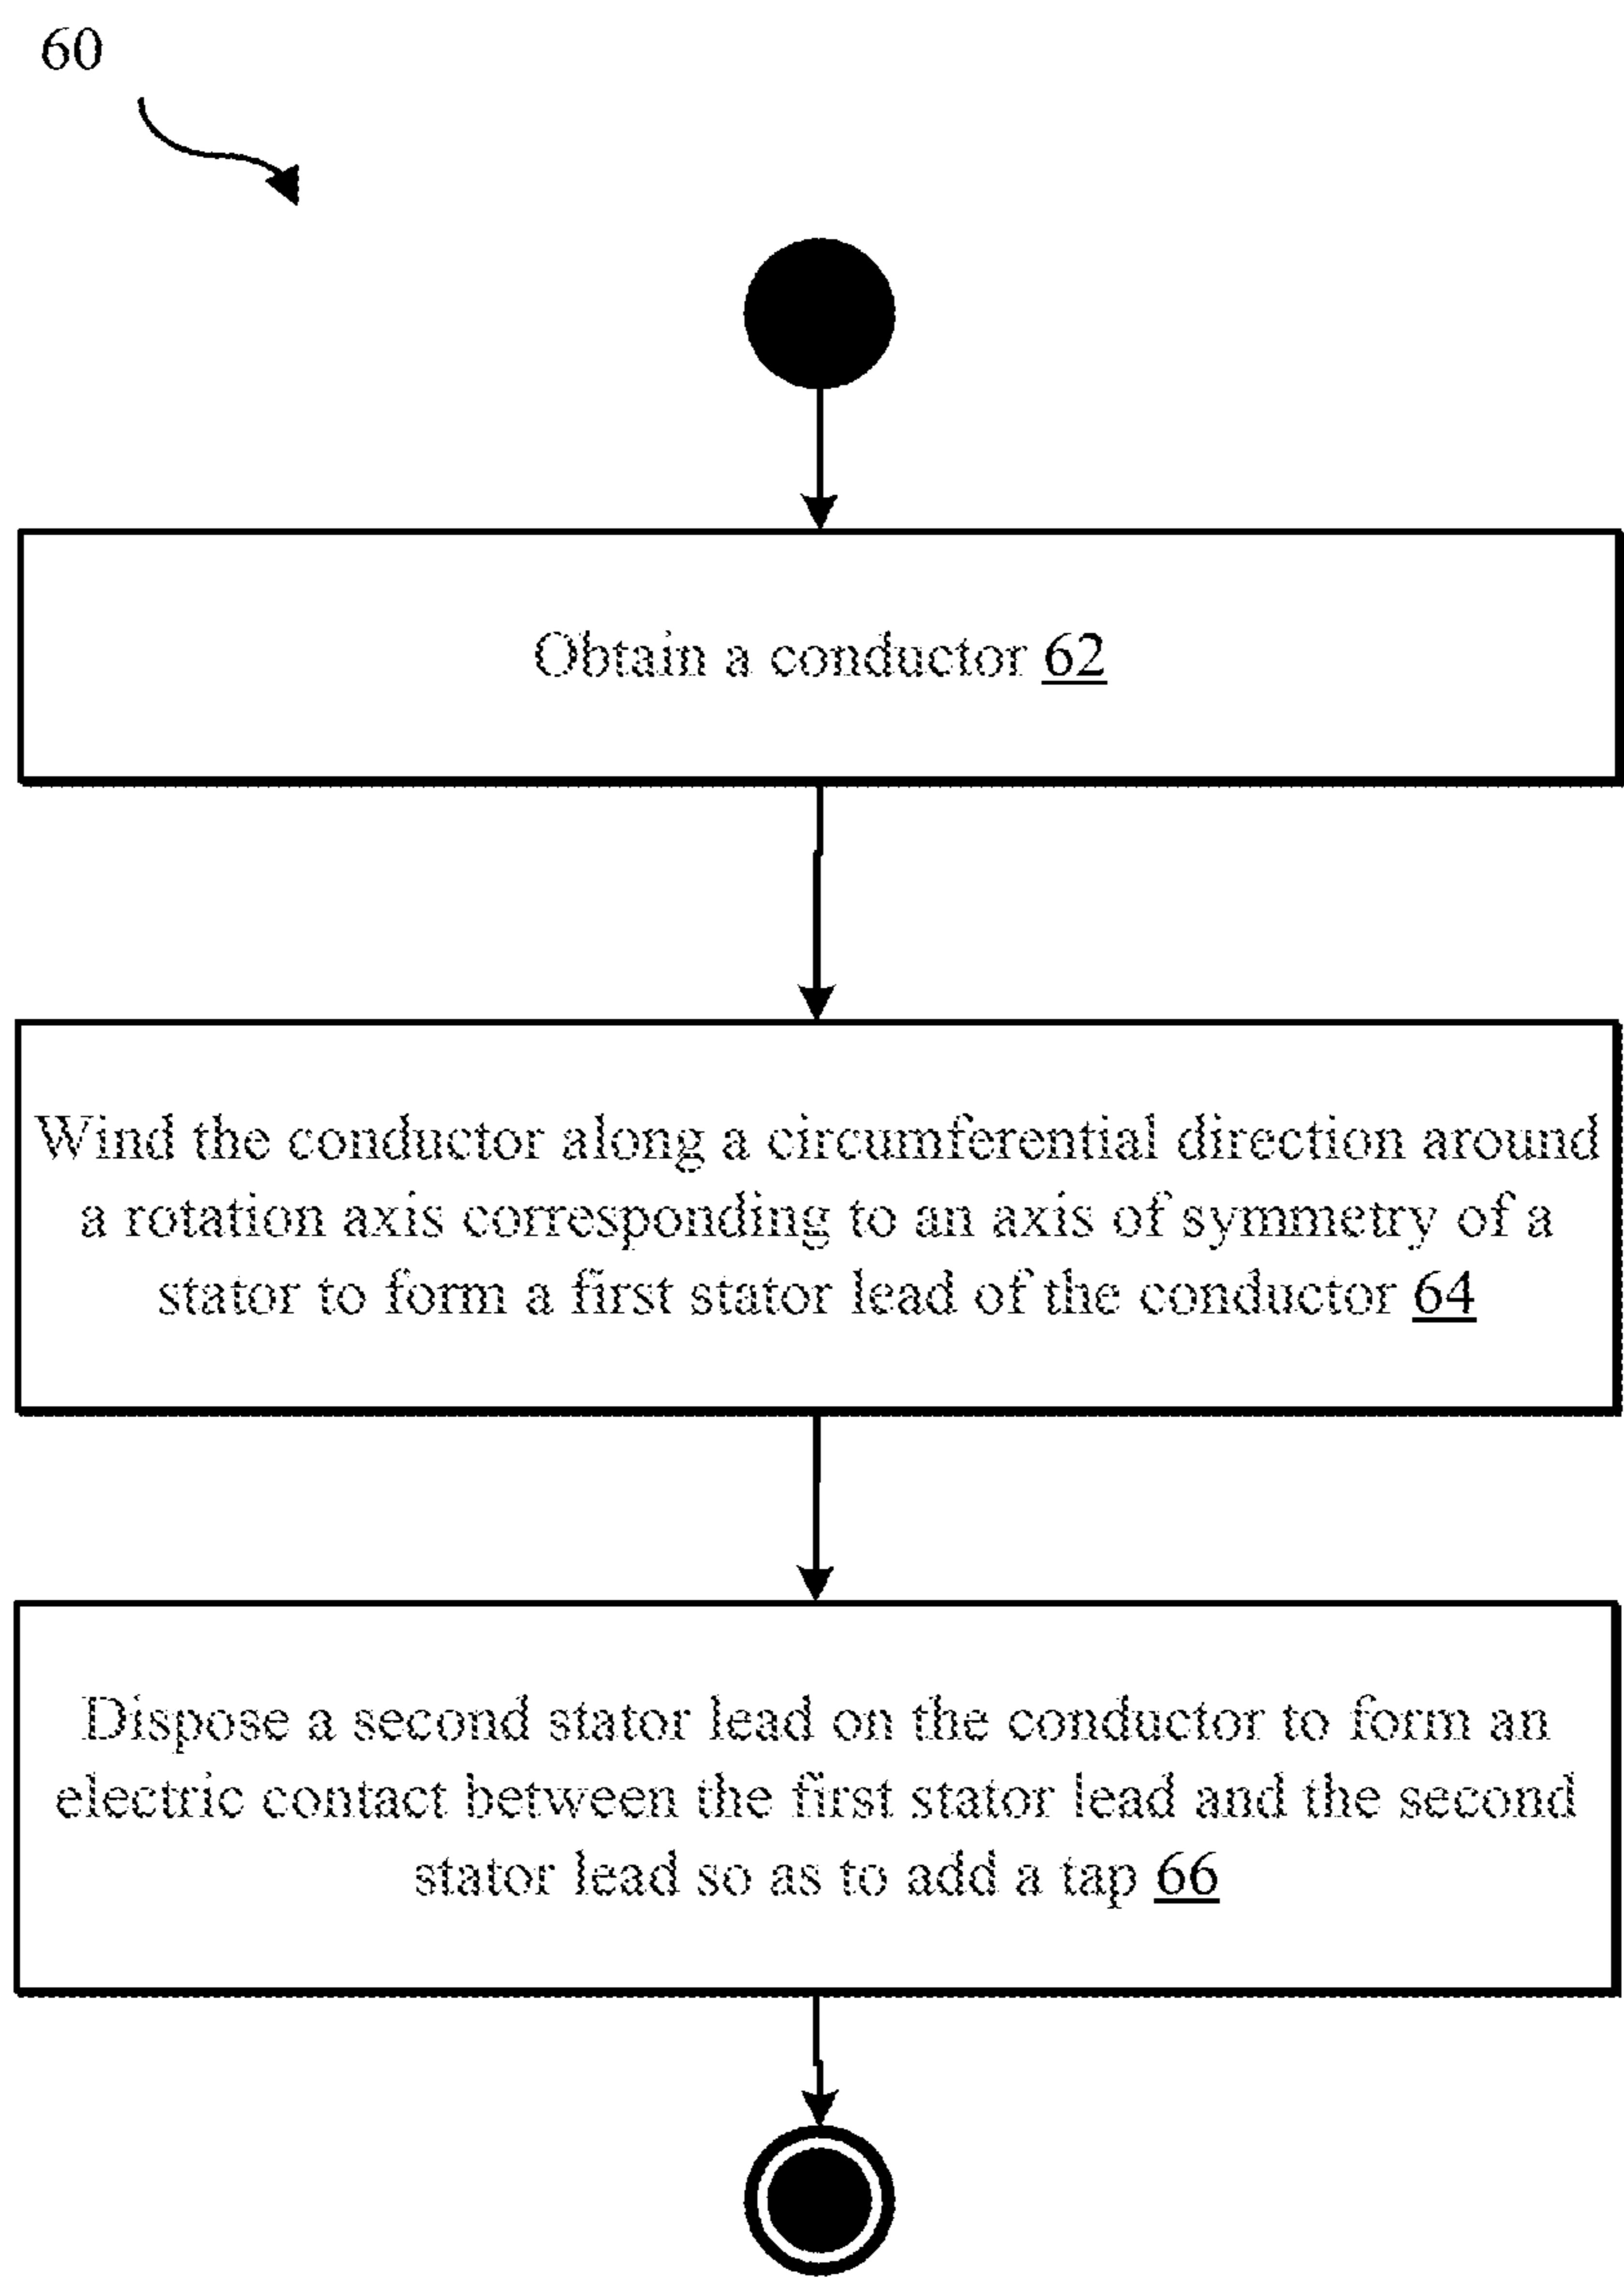 60
Obtain a conductor 62
Wind the conductor along a circumferential direction around
a rotation axis corresponding to an axis of symmetry of a
stator to form a first stator lead of the conductor 64
Dispose a second stator lead on the conductor to form an
electric contact between the first stator lead and the second
stator lead so as to add a tap 66